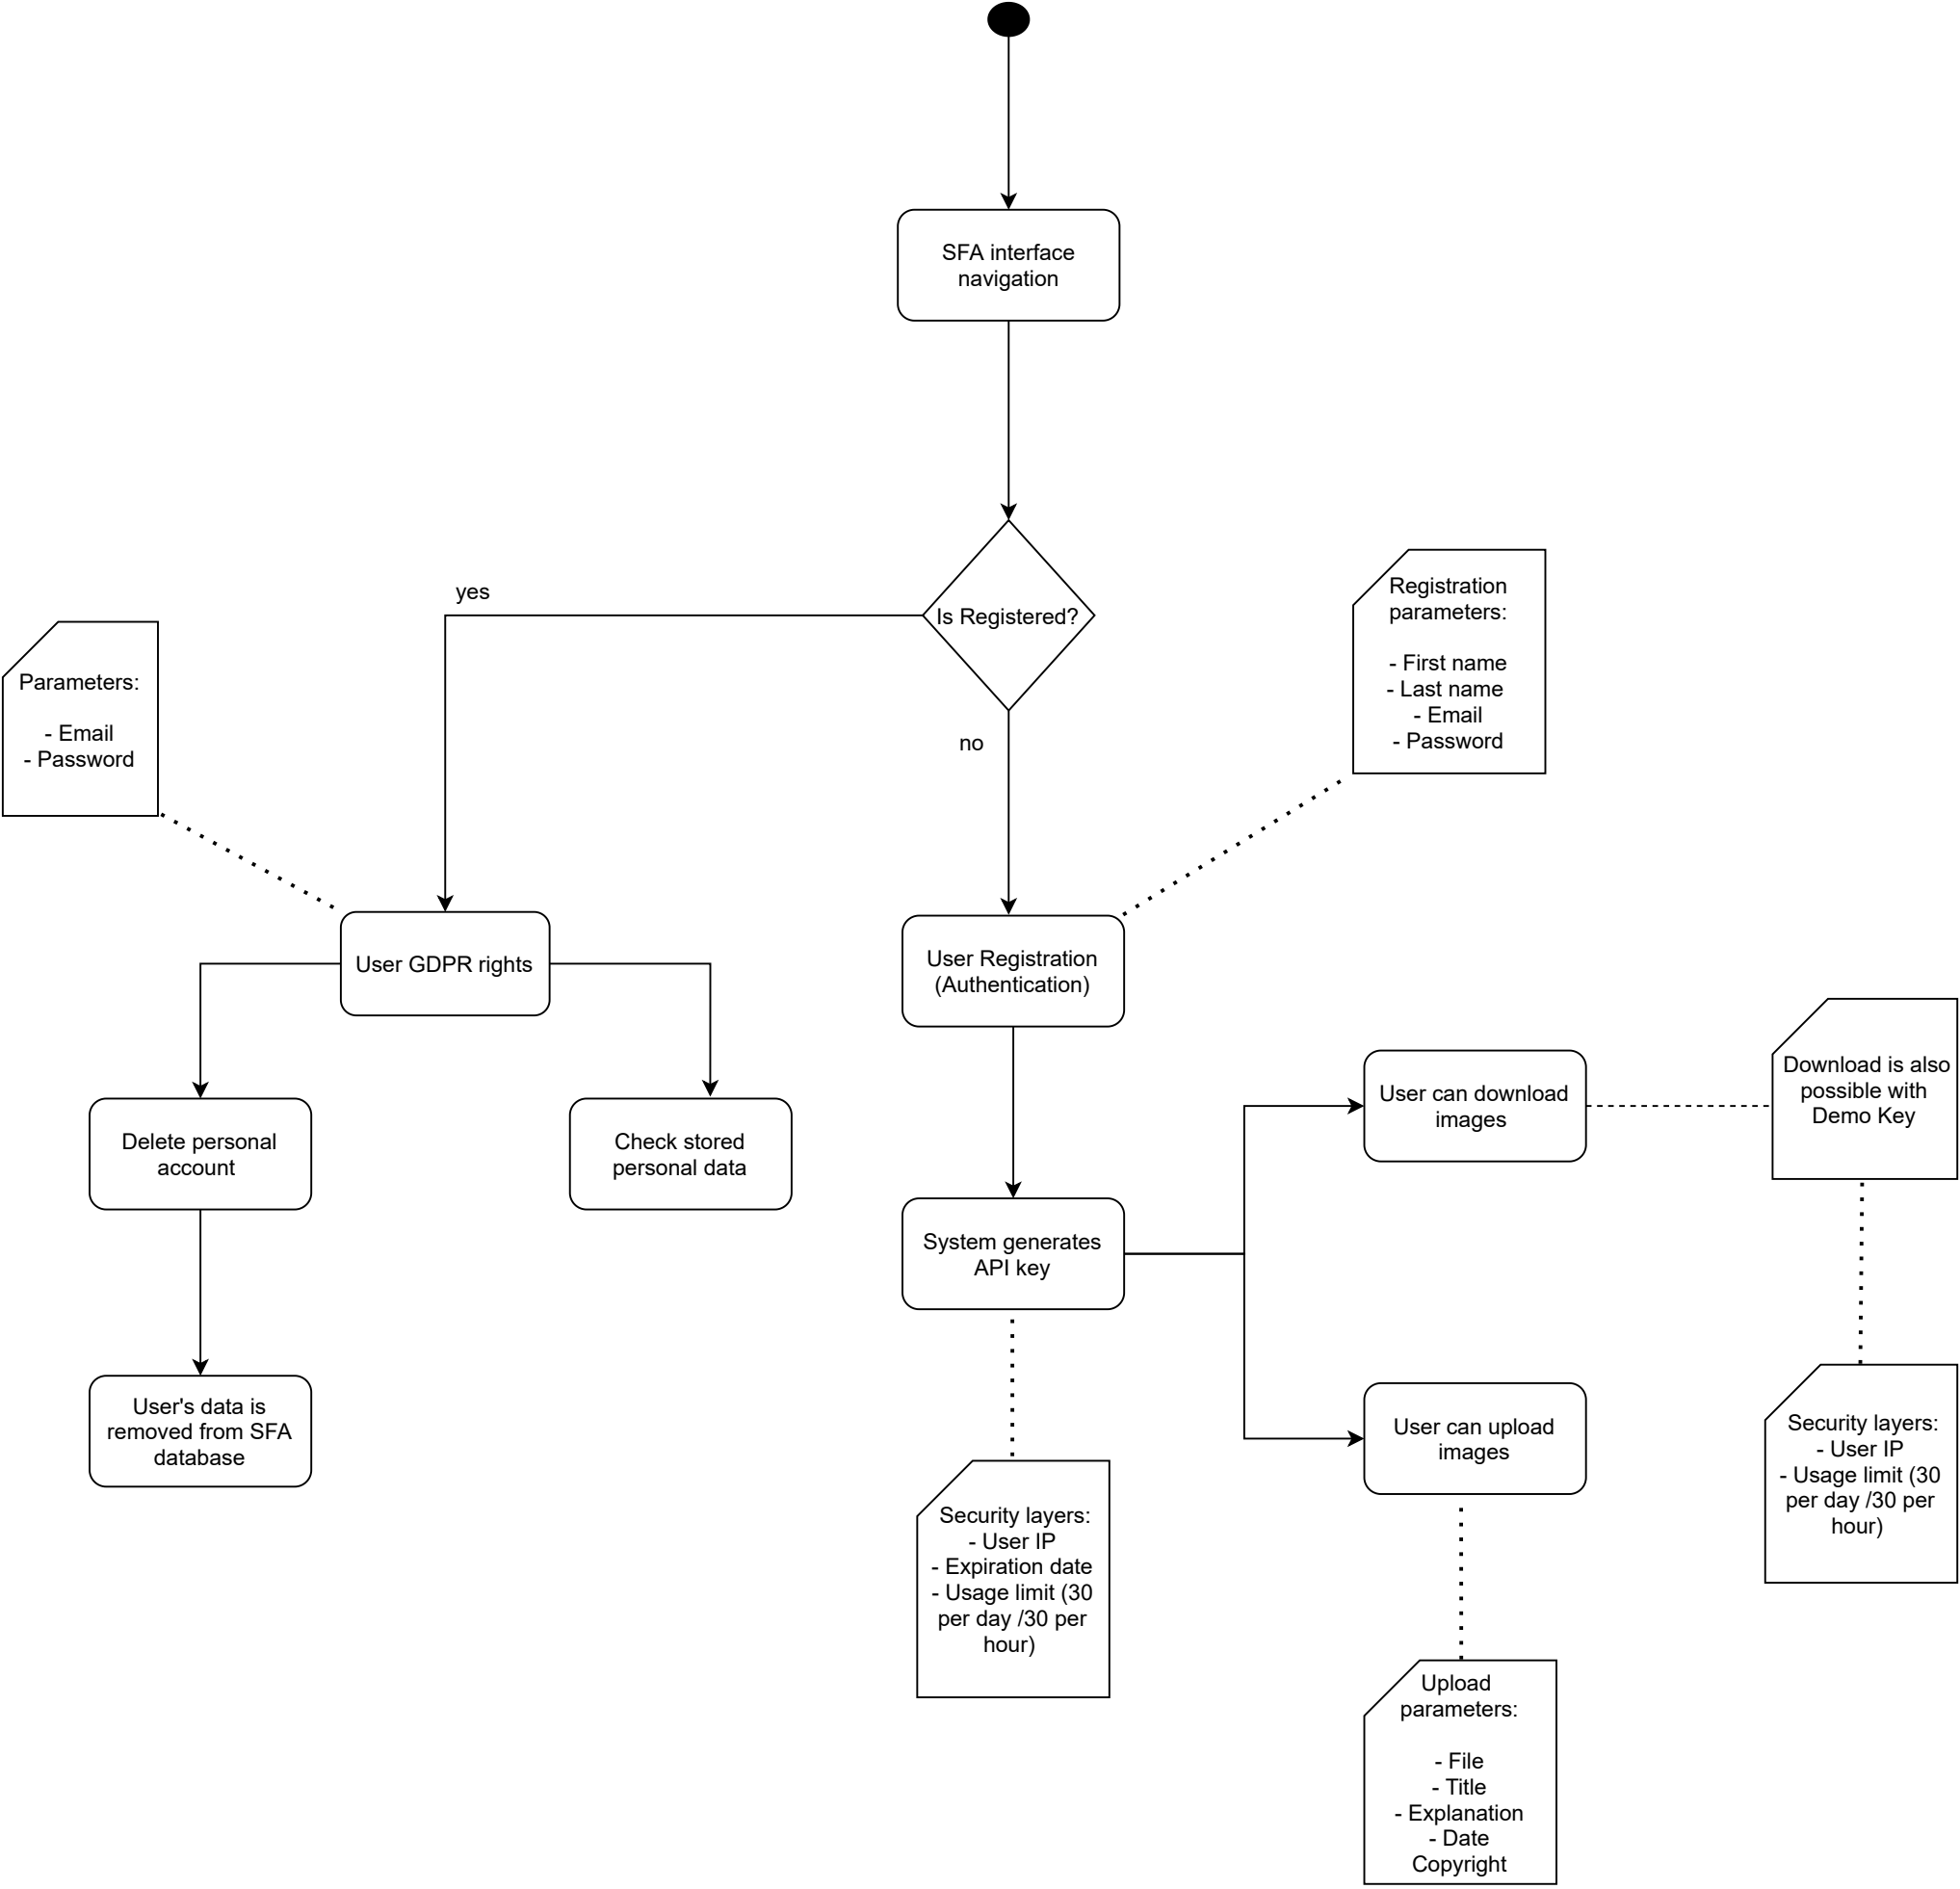 SFA interface
navigation
Is Registered?
yes
no
Registration
parameters:
- First name
- Last name
- Email
- Password
Parameters:
- Email
- Password
User GDPR rights
User Registration
(Authentication)
Delete personal
account
Check stored
personal data
User can download
images
Download is also
possible with
Demo Key
System generates
API key
User's data is
removed from SFA
database
User can upload
images
Security layers:
- User IP
- Usage limit (30
per day /30 per
hour)
Security layers:
- User IP
- Expiration date
- Usage limit (30
per day /30 per
hour)
Upload
parameters:
- File
- Title
- Explanation
- Date
Copyright